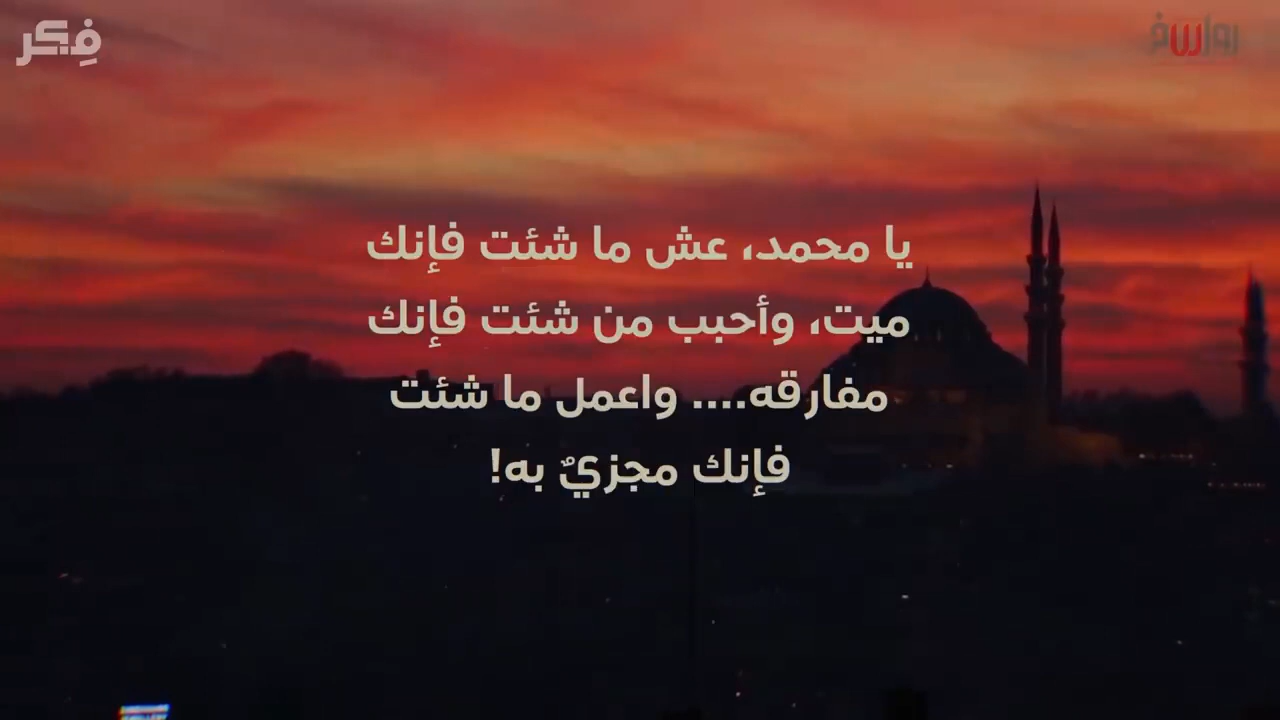 فكر
رواسخ
يا محمد، عش ما شئت فإنك
ميت، وأحبب من شئت فإنك
مفارقه.... واعمل ما شئت
فإنك مجزيٌ به!